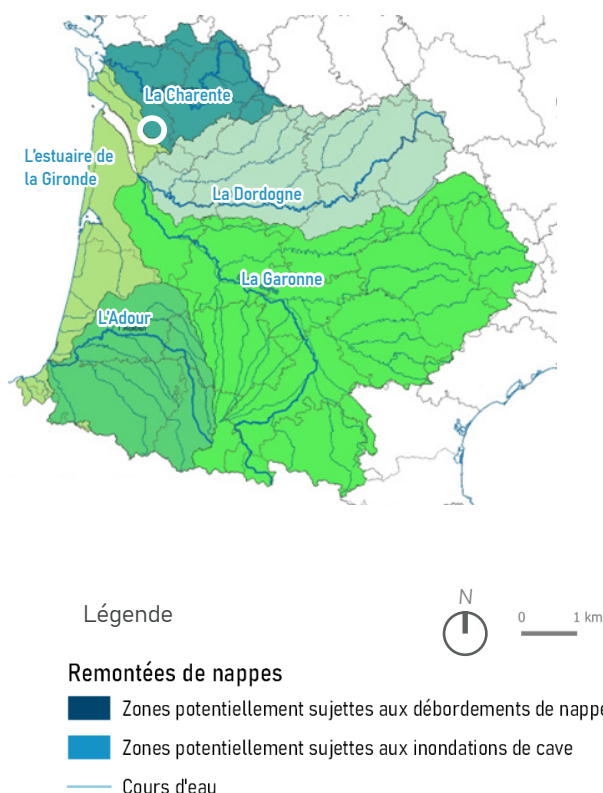 La Charente
L'estuaire de
la Gironde
La Dordogne
La Garonne
L'Adour
Légende
N
0 1 km
Remontées de nappes
Zones potentiellement sujettes aux débordements de nappe
Zones potentiellement sujettes aux inondations de cave
Cours d'eau